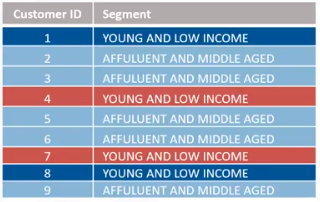 Customer ID Segment
1 YOUNG AND LOW INCOME
2 AFFULUENT AND MIDDLE AGED
3 AFFULUENT AND MIDDLE AGED
4 YOUNG AND LOW INCOME
5 AFFULUENT AND MIDDLE AGED
6 AFFULUENT AND MIDDLE AGED
7 YOUNG AND LOW INCOME
8 YOUNG AND LOW INCOME
9 AFFULUENT AND MIDDLE AGED